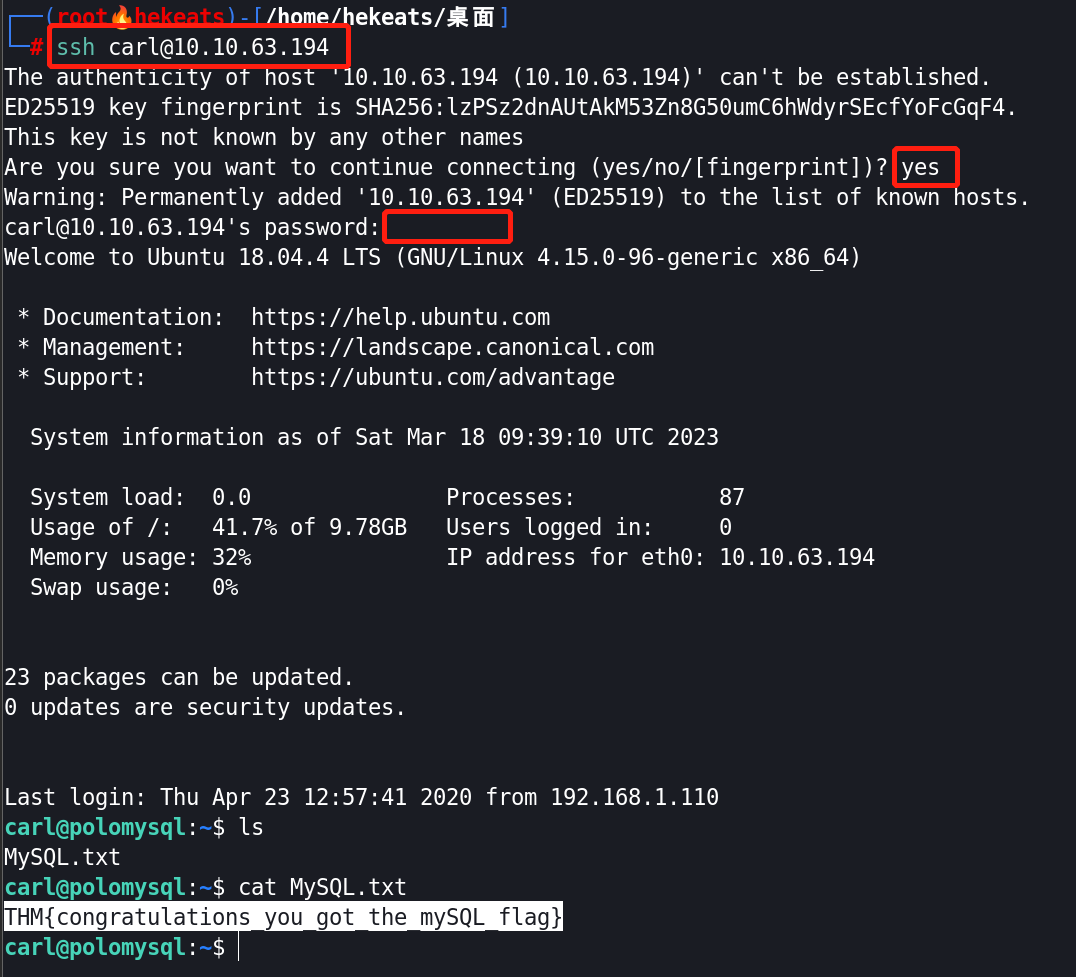 ┌──(root🔥hekeats)-[/home/hekeats/桌面]
└─# ssh carl@10.10.63.194
The authenticity of host '10.10.63.194 (10.10.63.194)' can't be established.
ED25519 key fingerprint is SHA256:lzPSz2dnAUtAkM53Zn8G50umC6hWdyrSEcfYoFcGqF4.
This key is not known by any other names
Are you sure you want to continue connecting (yes/no/[fingerprint])? yes
Warning: Permanently added '10.10.63.194' (ED25519) to the list of known hosts.
carl@10.10.63.194's password:
Welcome to Ubuntu 18.04.4 LTS (GNU/Linux 4.15.0-96-generic x86_64)
* Documentation:  https://help.ubuntu.com
* Management:     https://landscape.canonical.com
* Support:        https://ubuntu.com/advantage
System information as of Sat Mar 18 09:39:10 UTC 2023
System load:  0.0               Processes:           87
Usage of /:   41.7% of 9.78GB   Users logged in:     0
Memory usage: 32%               IP address for eth0: 10.10.63.194
Swap usage:   0%
23 packages can be updated.
0 updates are security updates.
Last login: Thu Apr 23 12:57:41 2020 from 192.168.1.110
carl@polomysql:~$ ls
MySQL.txt
carl@polomysql:~$ cat MySQL.txt
THM{congratulations_you_got_the_mySQL_flag}
carl@polomysql:~$